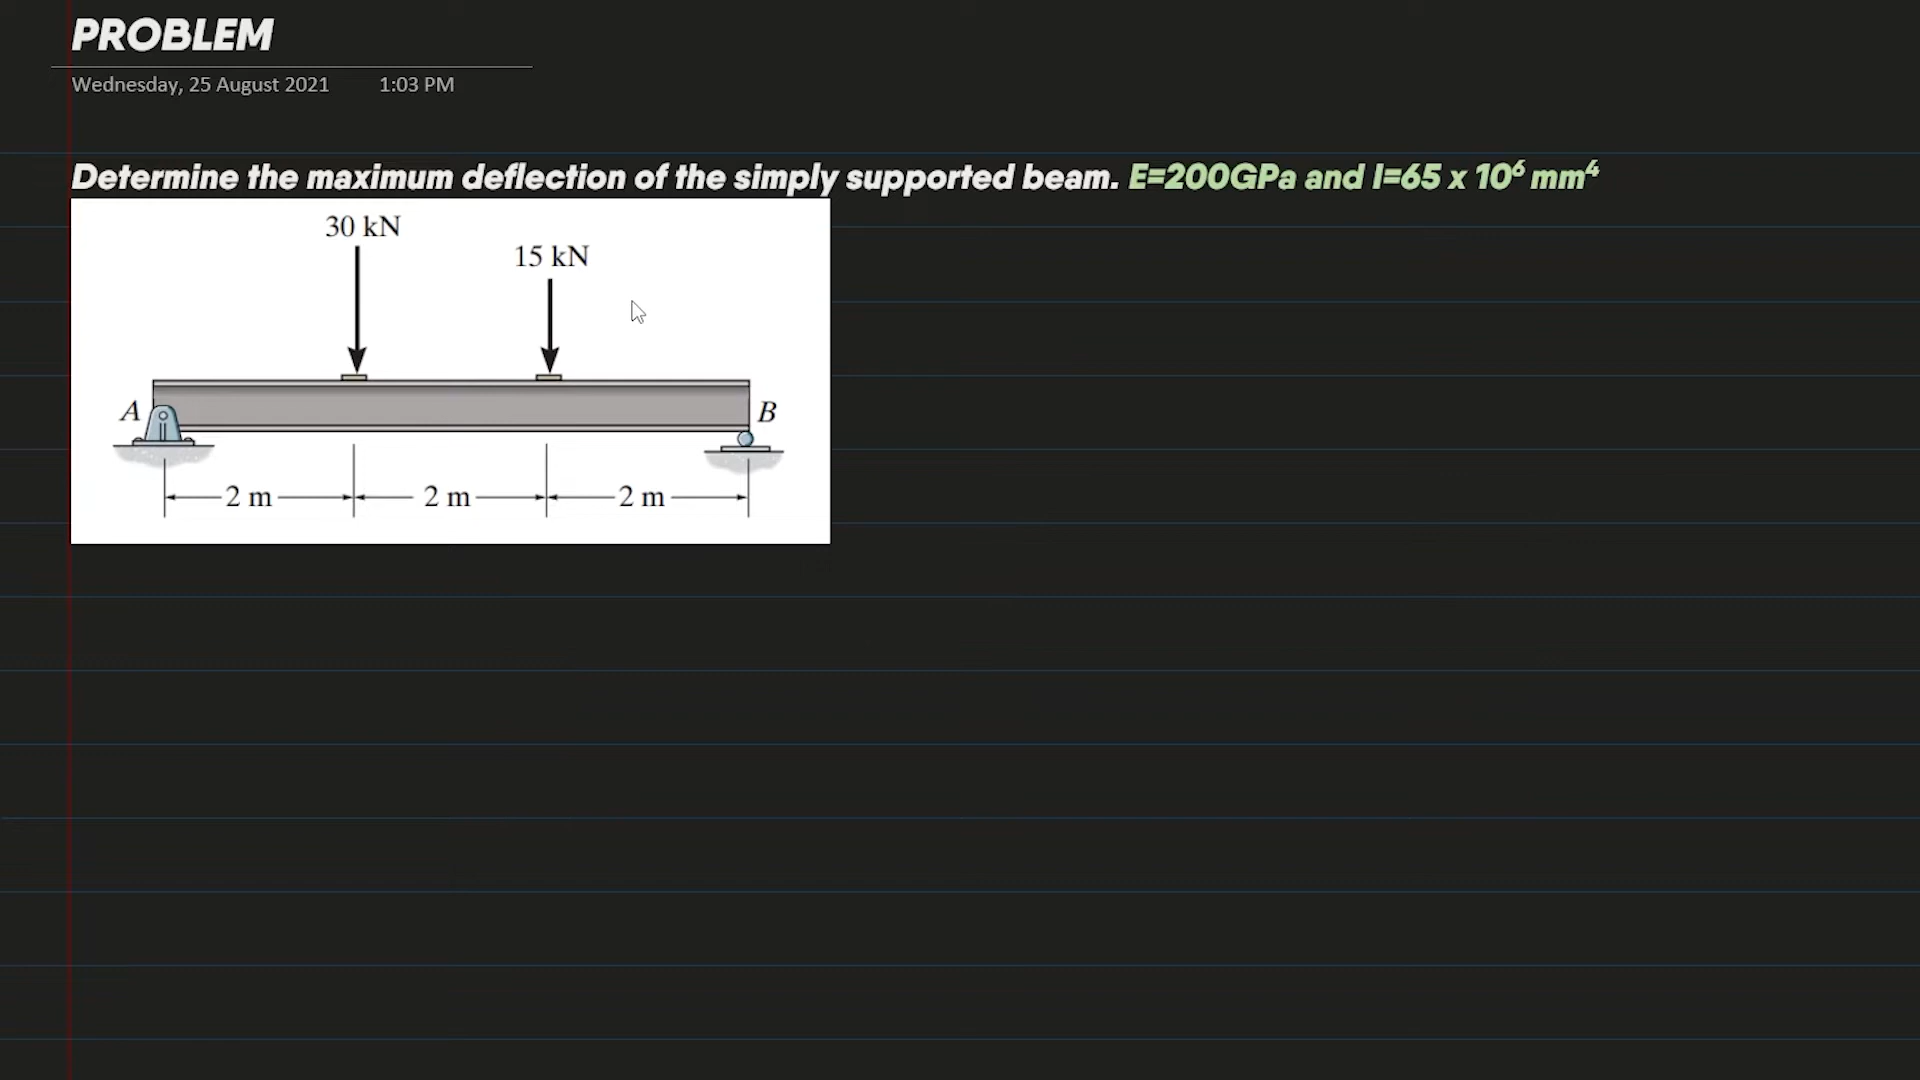 PROBLEM
Wednesday, 25 August 2021 1:03 PM
Determine the maximum deflection of the simply supported beam. E=200GPa and I=65 x 10⁶ mm⁴
30 kN
15 kN
A
B
2 m 2 m 2 m